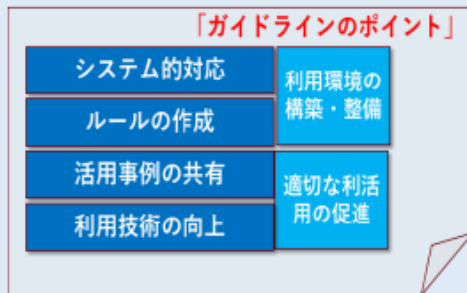 「ガイドラインのポイント」
システム的対応
ルールの作成
利用環境の
構築・整備
活用事例の共有
利用技術の向上
適切な利活
用の促進